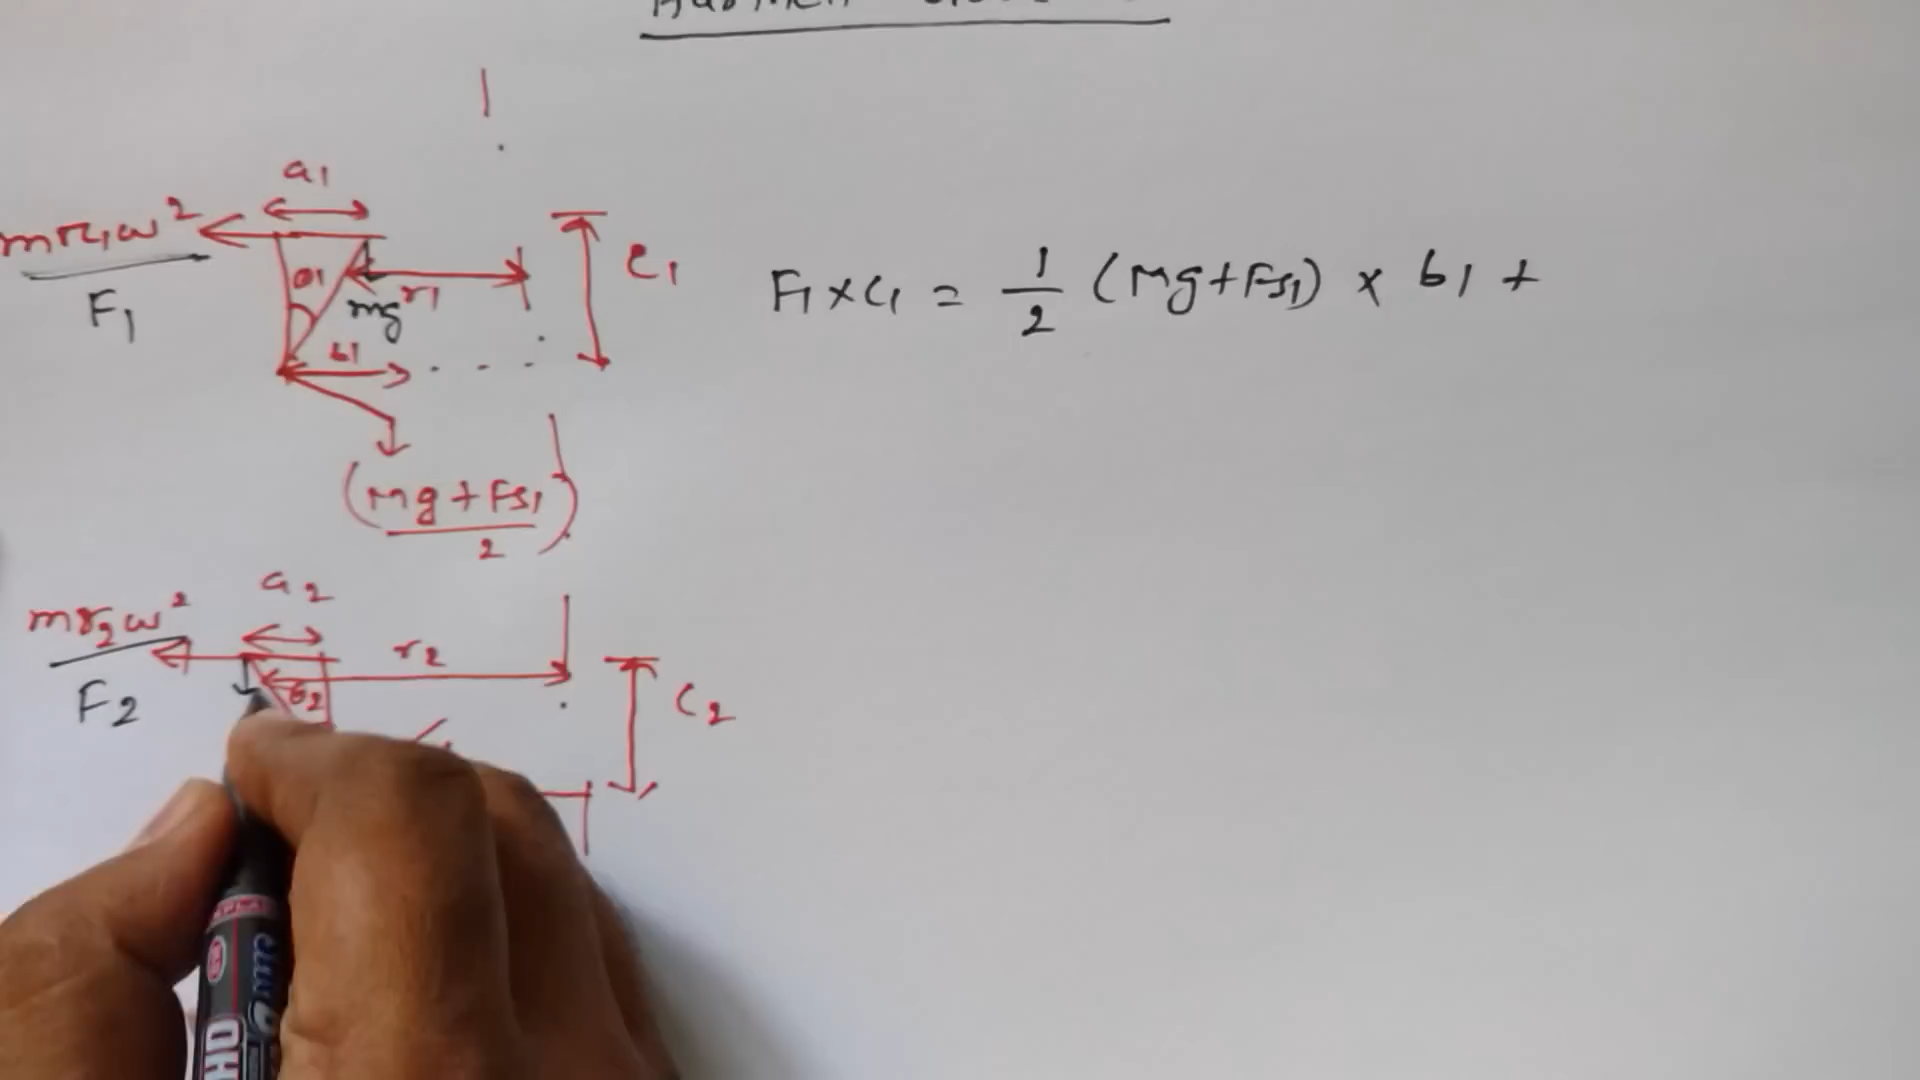 a1
mr1ω²
F1
θ1
r1
mg
b1
C1
F1 × C1 = 1/2 (Mg + Fs1) × b1 +
(Mg + Fs1 / 2)
a2
mr2ω²
F2
r2
θ2
C2
OHO